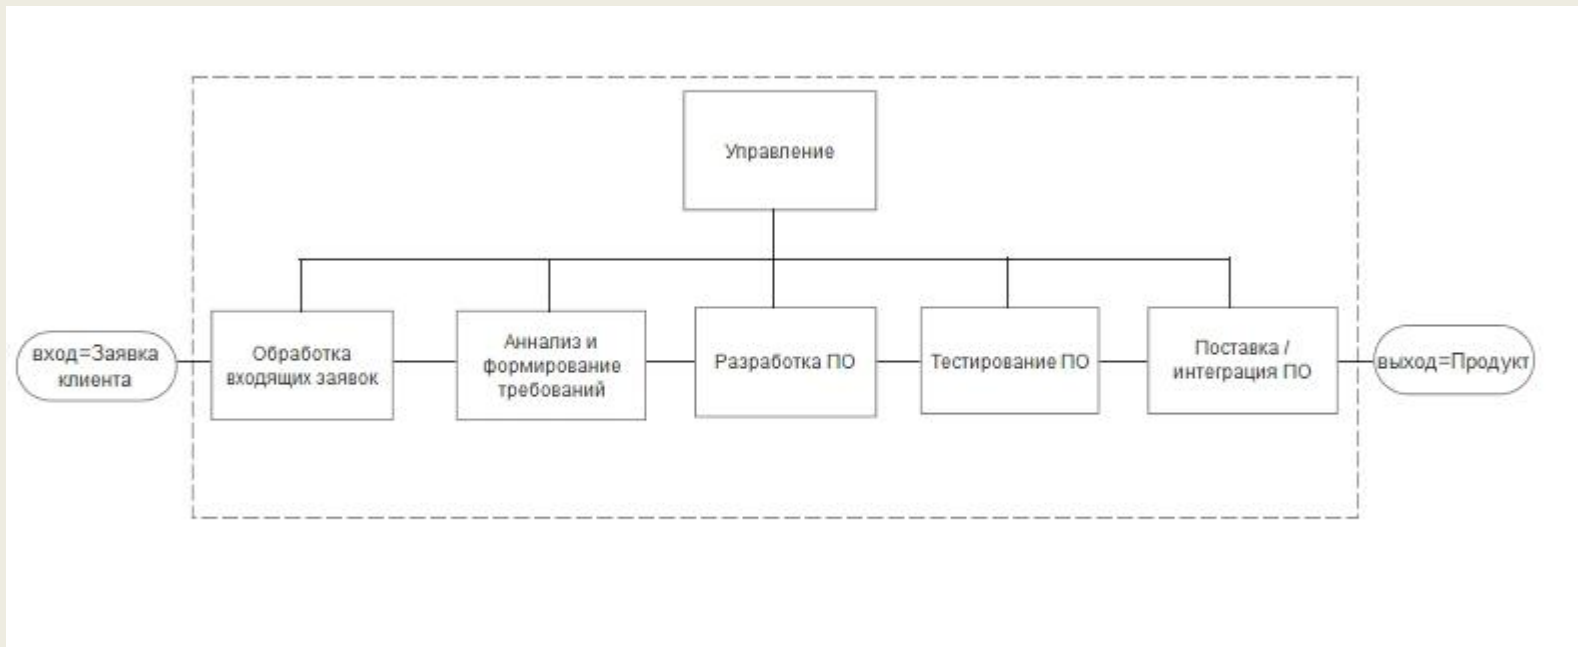 Управление
вход=Заявка
клиента
Обработка
входящих заявок
Аннализ и
формирование
требований
Разработка ПО
Тестирование ПО
Поставка /
интеграция ПО
выход=Продукт